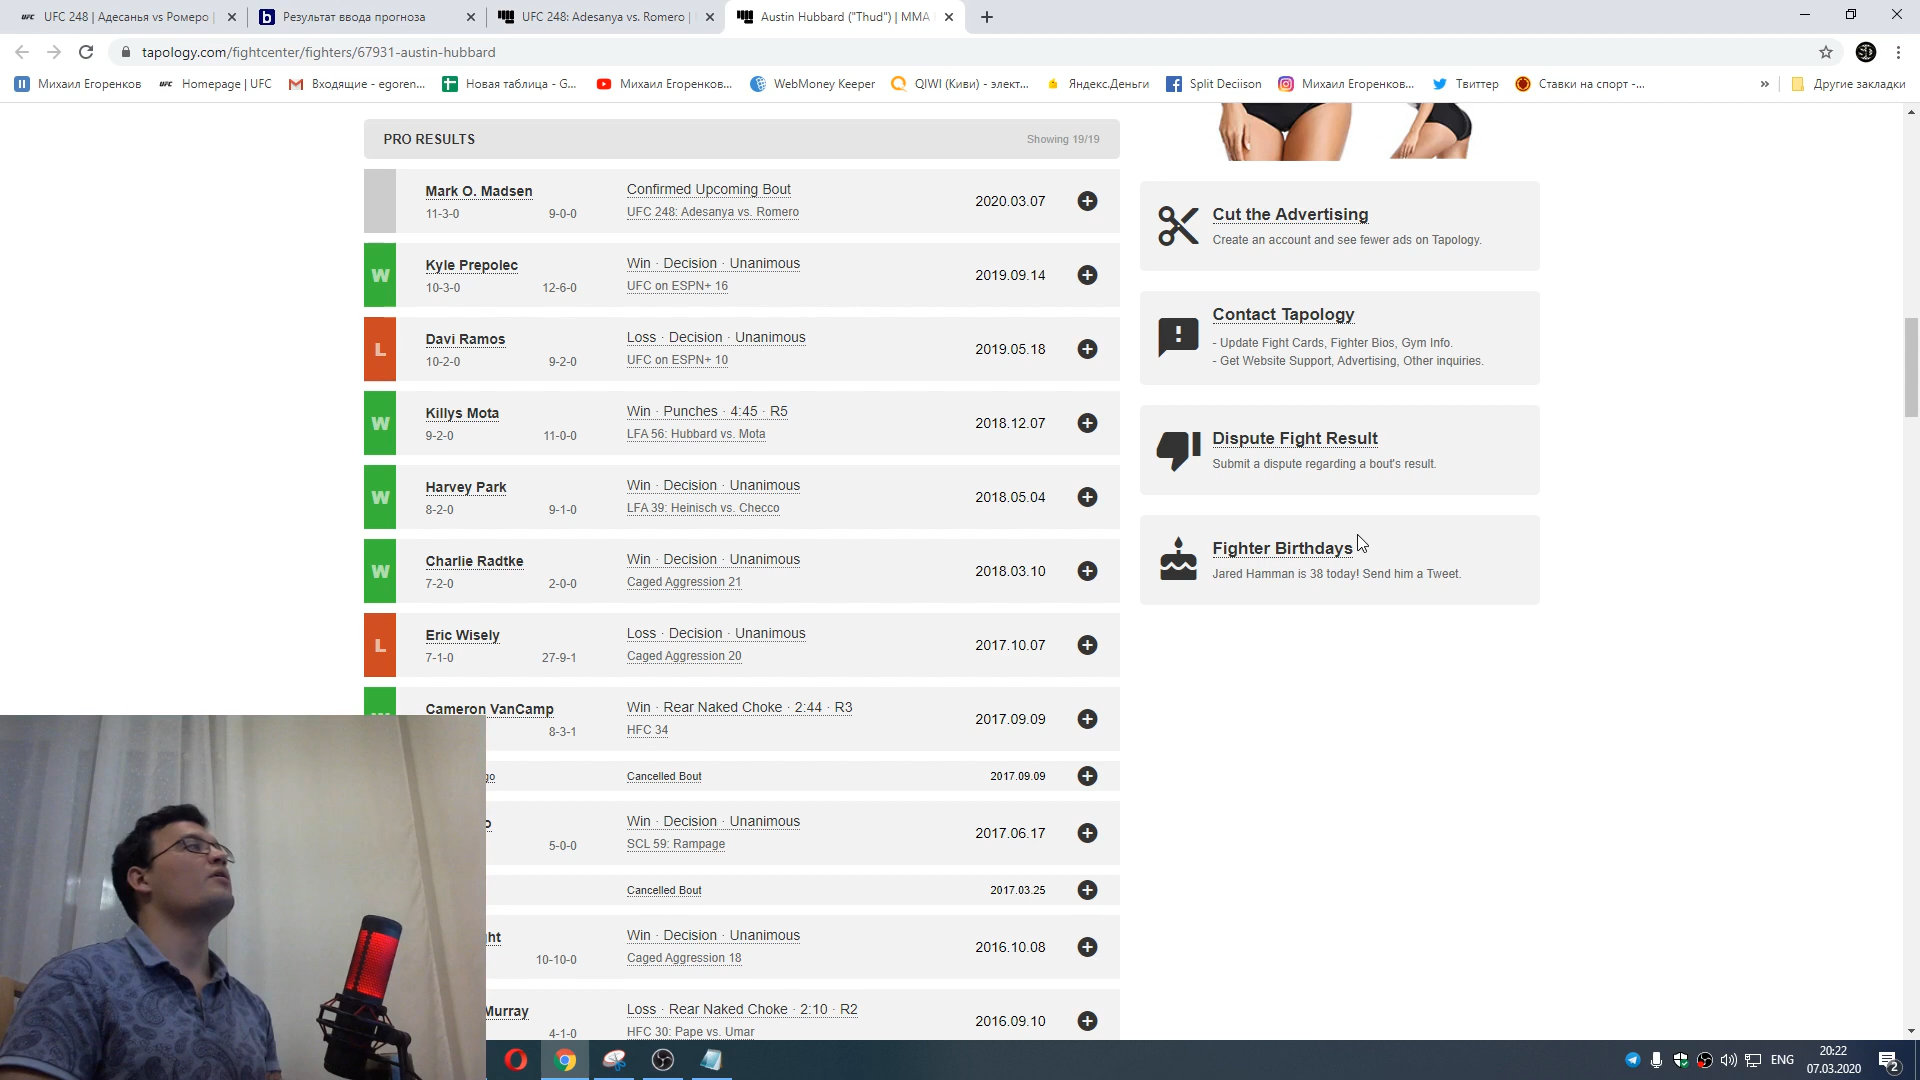 UFC 248 | Адесанья vs Ромеро |
Результат ввода прогноза
UFC 248: Adesanya vs. Romero |
Austin Hubbard ("Thud") | MMA
tapology.com/fightcenter/fighters/67931-austin-hubbard
Михаил Егоренков
UFC
Homepage | UFC
Входящие - egoren...
Новая таблица - G...
Михаил Егоренков...
WebMoney Keeper
QIWI (Киви) - элект...
Яндекс.Деньги
Split Deciison
Михаил Егоренков...
Твиттер
Ставки на спорт -...
»
Другие закладки
PRO RESULTS
Showing 19/19
Mark O. Madsen
Confirmed Upcoming Bout
2020.03.07
11-3-0
9-0-0
UFC 248: Adesanya vs. Romero
W
Kyle Prepolec
Win · Decision · Unanimous
2019.09.14
10-3-0
12-6-0
UFC on ESPN+ 16
L
Davi Ramos
Loss · Decision · Unanimous
2019.05.18
10-2-0
9-2-0
UFC on ESPN+ 10
W
Killys Mota
Win · Punches · 4:45 · R5
2018.12.07
9-2-0
11-0-0
LFA 56: Hubbard vs. Mota
W
Harvey Park
Win · Decision · Unanimous
2018.05.04
8-2-0
9-1-0
LFA 39: Heinisch vs. Checco
W
Charlie Radtke
Win · Decision · Unanimous
2018.03.10
7-2-0
2-0-0
Caged Aggression 21
L
Eric Wisely
Loss · Decision · Unanimous
2017.10.07
7-1-0
27-9-1
Caged Aggression 20
Cameron VanCamp
Win · Rear Naked Choke · 2:44 · R3
2017.09.09
8-3-1
HFC 34
go
Cancelled Bout
2017.09.09
o
Win · Decision · Unanimous
2017.06.17
5-0-0
SCL 59: Rampage
Cancelled Bout
2017.03.25
ht
Win · Decision · Unanimous
2016.10.08
10-10-0
Caged Aggression 18
Murray
Loss · Rear Naked Choke · 2:10 · R2
2016.09.10
4-1-0
HFC 30: Pape vs. Umar
Cut the Advertising
Create an account and see fewer ads on Tapology.
Contact Tapology
- Update Fight Cards, Fighter Bios, Gym Info.
- Get Website Support, Advertising, Other inquiries.
Dispute Fight Result
Submit a dispute regarding a bout's result.
Fighter Birthdays
Jared Hamman is 38 today! Send him a Tweet.
ENG
20:22
07.03.2020
2